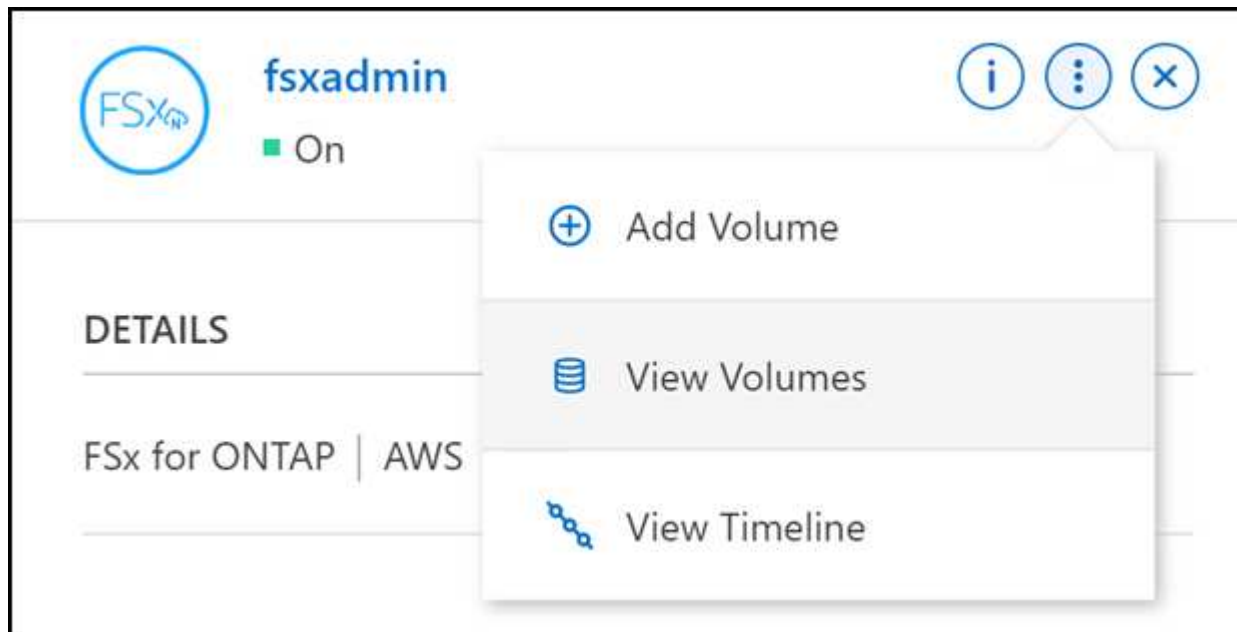 FSx
fsxadmin
On
Add Volume
DETAILS
View Volumes
FSx for ONTAP | AWS
View Timeline